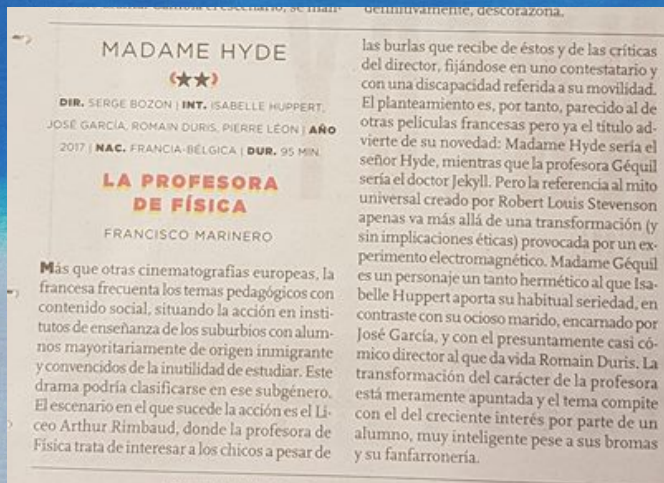 definitivamente, descorazona.
MADAME HYDE
(★★)
DIR. SERGE BOZON | INT. ISABELLE HUPPERT,
JOSÉ GARCÍA, ROMAIN DURIS, PIERRE LÉON | AÑO
2017 | NAC. FRANCIA-BÉLGICA | DUR. 95 MIN.
LA PROFESORA
DE FÍSICA
FRANCISCO MARINERO
Más que otras cinematografías europeas, la
francesa frecuenta los temas pedagógicos con
contenido social, situando la acción en insti-
tutos de enseñanza de los suburbios con alum-
nos mayoritariamente de origen inmigrante
y convencidos de la inutilidad de estudiar. Este
drama podría clasificarse en ese subgénero.
El escenario en el que sucede la acción es el Li-
ceo Arthur Rimbaud, donde la profesora de
Física trata de interesar a los chicos a pesar de
las burlas que recibe de éstos y de las críticas
del director, fijándose en uno contestatario y
con una discapacidad referida a su movilidad.
El planteamiento es, por tanto, parecido al de
otras películas francesas pero ya el título ad-
vierte de su novedad: Madame Hyde sería el
señor Hyde, mientras que la profesora Géquil
sería el doctor Jekyll. Pero la referencia al mito
universal creado por Robert Louis Stevenson
apenas va más allá de una transformación (y
sin implicaciones éticas) provocada por un ex-
perimento electromagnético. Madame Géquil
es un personaje un tanto hermético al que Isa-
belle Huppert aporta su habitual seriedad, en
contraste con su ocioso marido, encarnado por
José García, y con el presuntamente casi có-
mico director al que da vida Romain Duris. La
transformación del carácter de la profesora
está meramente apuntada y el tema compite
con el del creciente interés por parte de un
alumno, muy inteligente pese a sus bromas
y su fanfarronería.